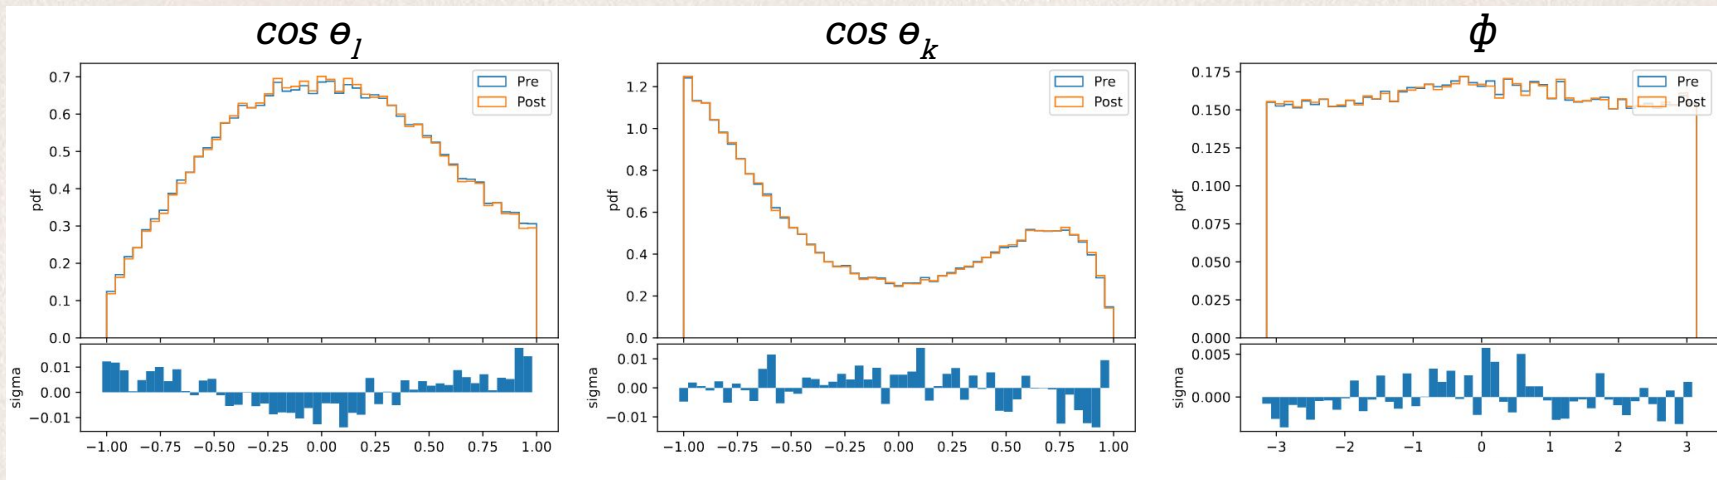 cos θl
cos θk
ϕ
0.7
0.6
0.5
0.4
0.3
0.2
0.1
0.0
pdf
Pre
Post
0.01
0.00
−0.01
sigma
−1.00 −0.75 −0.50 −0.25 0.00 0.25 0.50 0.75 1.00
1.2
1.0
0.8
0.6
0.4
0.2
0.0
pdf
Pre
Post
0.01
0.00
−0.01
sigma
−1.00 −0.75 −0.50 −0.25 0.00 0.25 0.50 0.75 1.00
0.175
0.150
0.125
0.100
0.075
0.050
0.025
0.000
pdf
Pre
Post
0.005
0.000
sigma
−3 −2 −1 0 1 2 3